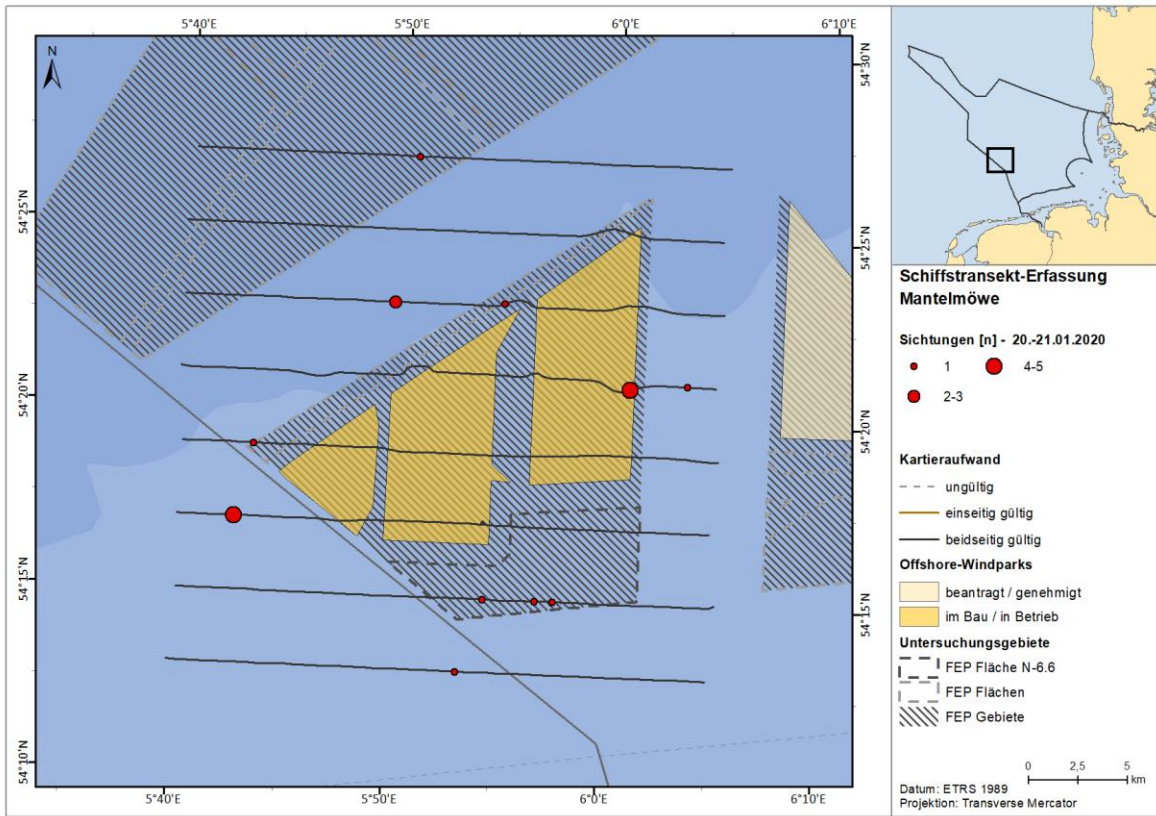 5°40'E 5°50'E 6°0'E 6°10'E
N
54°30'N
54°25'N
54°25'N
54°20'N
54°20'N
54°15'N
54°15'N
54°10'N
5°40'E 5°50'E 6°0'E 6°10'E
Schiffstransekt-Erfassung
Mantelmöwe
Sichtungen [n] - 20.-21.01.2020
1 4-5
2-3
Kartieraufwand
ungültig
einseitig gültig
beidseitig gültig
Offshore-Windparks
beantragt / genehmigt
im Bau / in Betrieb
Untersuchungsgebiete
FEP Fläche N-6.6
FEP Flächen
FEP Gebiete
0 2,5 5
km
Datum: ETRS 1989
Projektion: Transverse Mercator